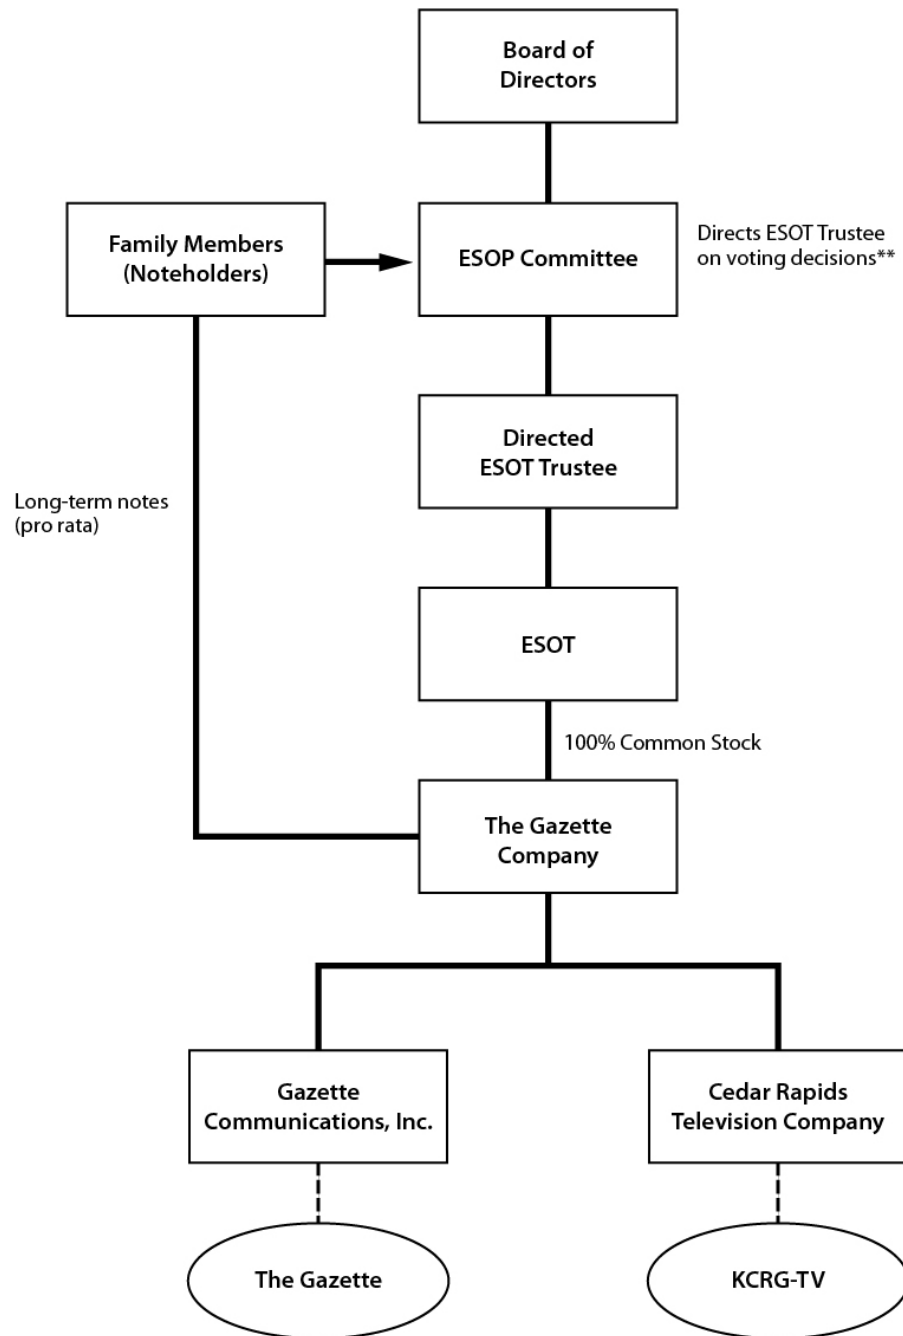 Board of
Directors
Family Members
(Noteholders)
ESOP Committee
Directs ESOT Trustee
on voting decisions**
Directed
ESOT Trustee
Long-term notes
(pro rata)
ESOT
100% Common Stock
The Gazette
Company
Gazette
Communications, Inc.
Cedar Rapids
Television Company
The Gazette
KCRG-TV